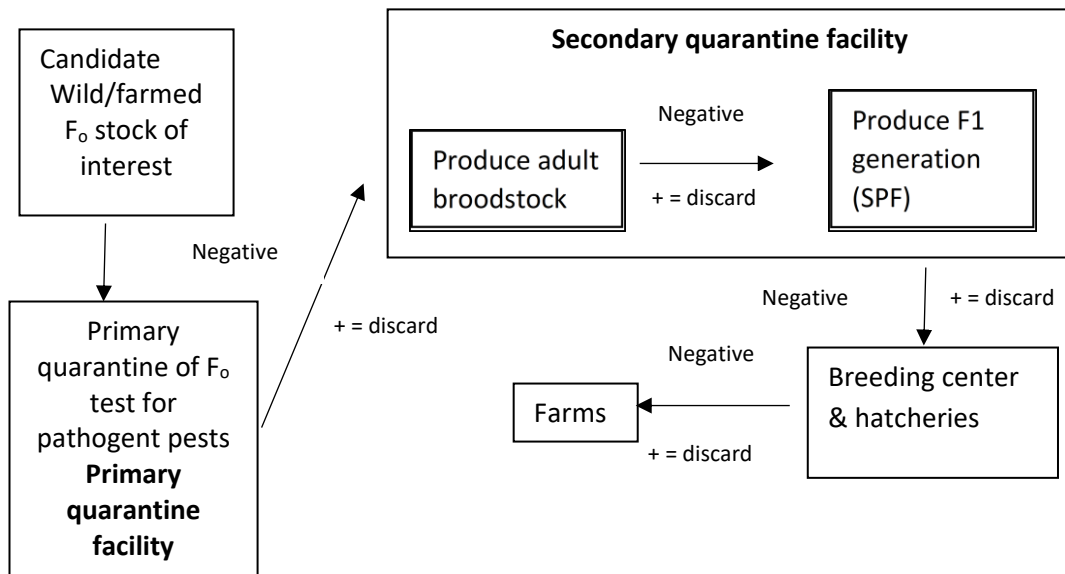 Candidate
Wild/farmed
Fₒ stock of
interest
Negative
+ = discard
Primary
quarantine of Fₒ
test for
pathogent pests
Primary
quarantine
facility
Secondary quarantine facility
Produce adult
broodstock
Negative
+ = discard
Produce F1
generation
(SPF)
Negative
+ = discard
Breeding center
& hatcheries
Negative
+ = discard
Farms